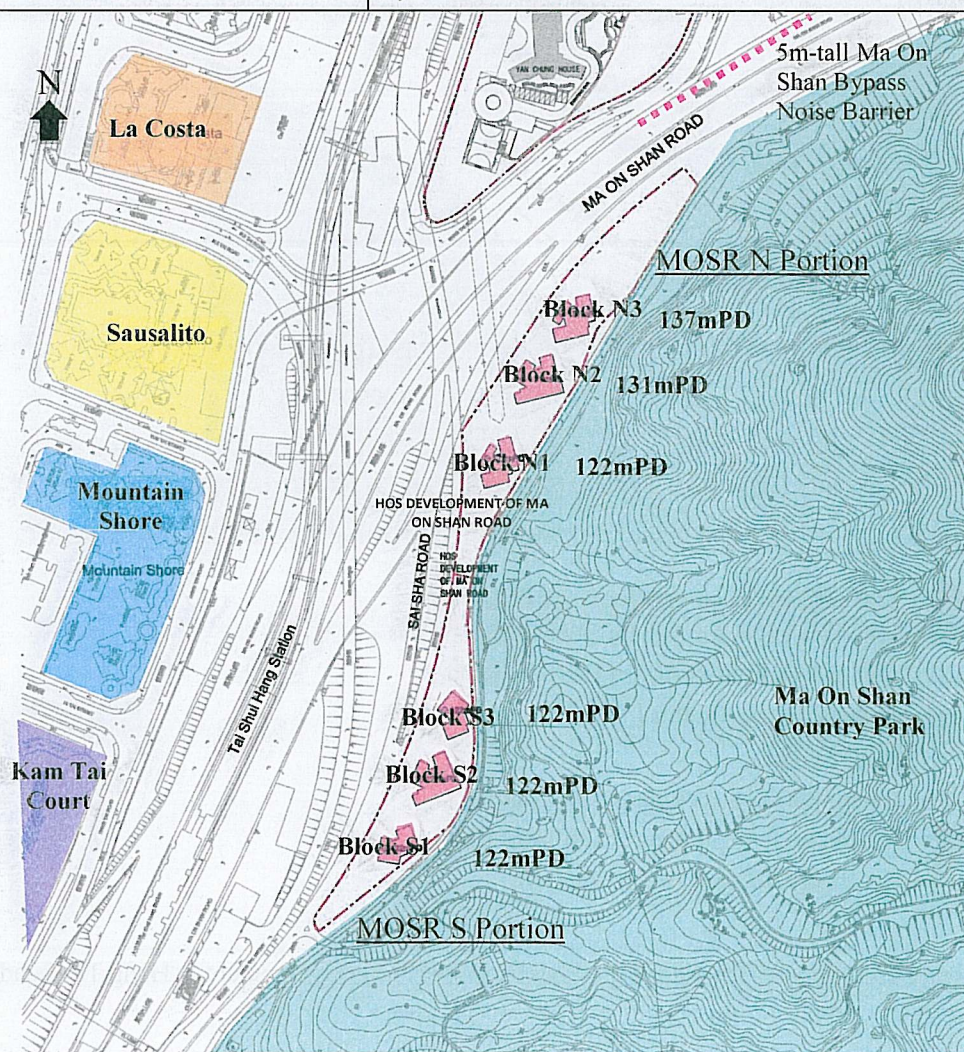 5m-tall Ma On
Shan Bypass
Noise Barrier
N
YAN CHUNG HOUSE
La Costa
MA ON SHAN ROAD
MOSR N Portion
Sausalito
Block N3
137mPD
Block N2
131mPD
Block N1
122mPD
Mountain
Shore
HOS DEVELOPMENT OF MA
ON SHAN ROAD
Mountain Shore
SAI SHA ROAD
HOS
DEVELOPMENT
OF MA ON
SHAN ROAD
Tai Shui Hang Station
Ma On Shan
Country Park
Block S3
122mPD
Kam Tai
Court
Block S2
122mPD
Block S1
122mPD
MOSR S Portion